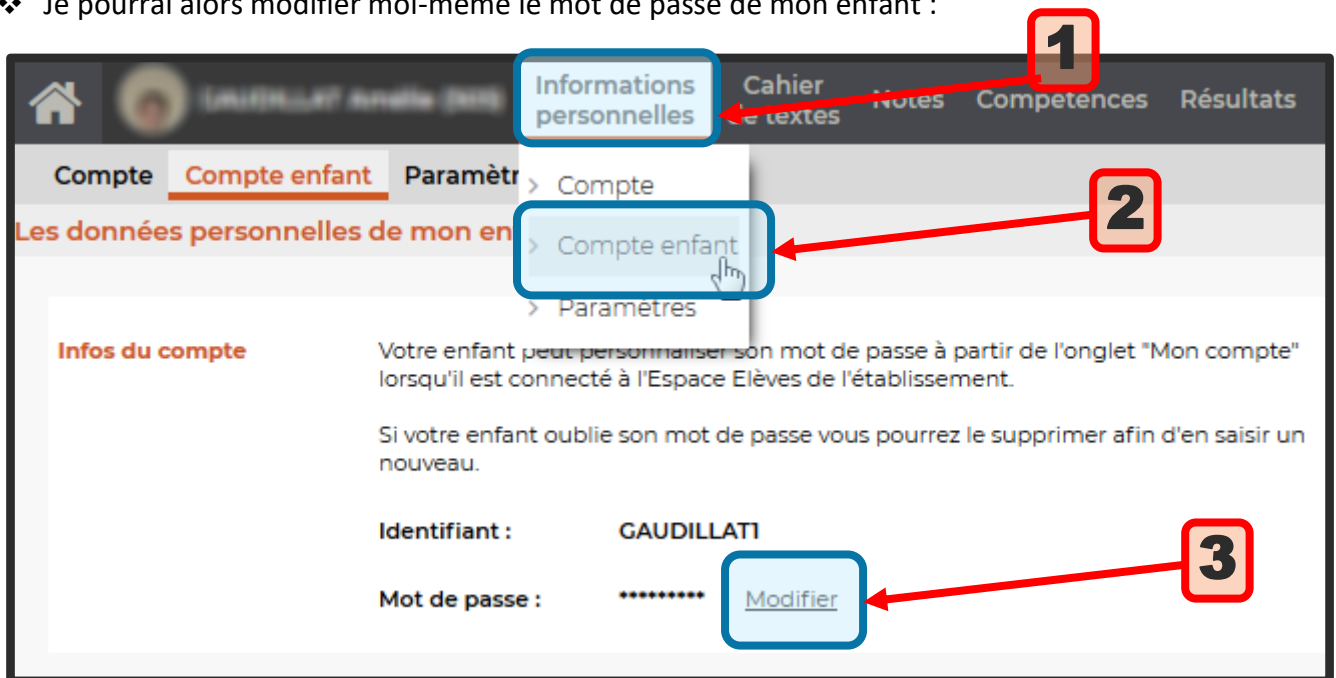 ❖ Je pourrai alors modifier moi-même le mot de passe de mon enfant :
1
Informations personnelles
Cahier de textes
Notes Compétences Résultats
Compte Compte enfant Paramètr
> Compte
2
Les données personnelles de mon en
> Compte enfant
> Paramètres
Infos du compte
Votre enfant peut personnaliser son mot de passe à partir de l'onglet "Mon compte"
lorsqu'il est connecté à l'Espace Elèves de l'établissement.
Si votre enfant oublie son mot de passe vous pourrez le supprimer afin d'en saisir un
nouveau.
Identifiant : GAUDILLAT1
3
Mot de passe : ********* Modifier